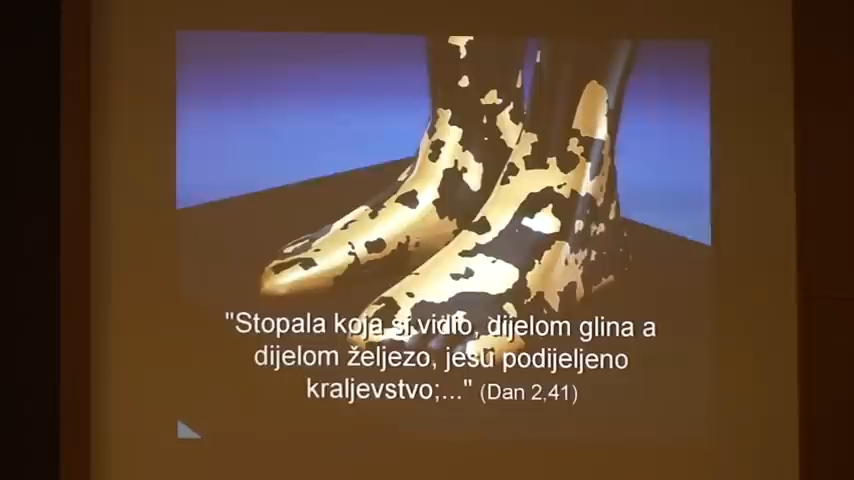 "Stopala koja si vidio, dijelom glina a
dijelom željezo, jesu podijeljeno
kraljevstvo;..." (Dan 2,41)